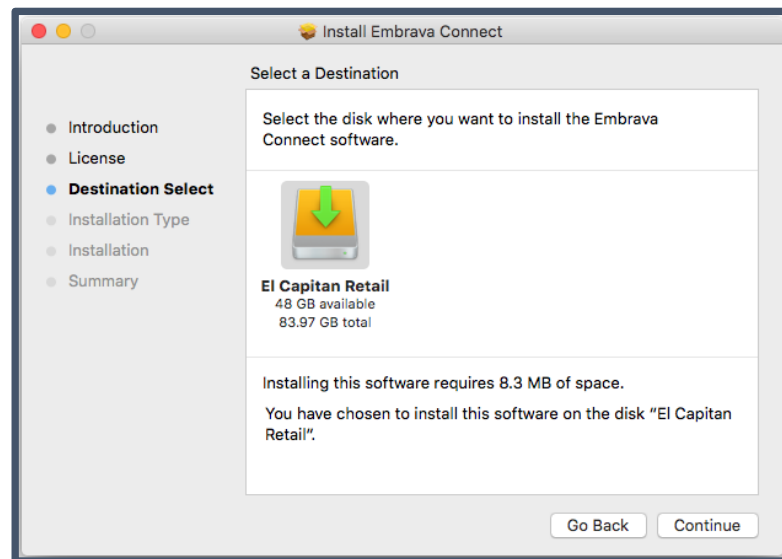 Install Embrava Connect
Select a Destination
Introduction
License
Destination Select
Installation Type
Installation
Summary
Select the disk where you want to install the Embrava
Connect software.
El Capitan Retail
48 GB available
83.97 GB total
Installing this software requires 8.3 MB of space.
You have chosen to install this software on the disk “El Capitan
Retail”.
Go Back
Continue